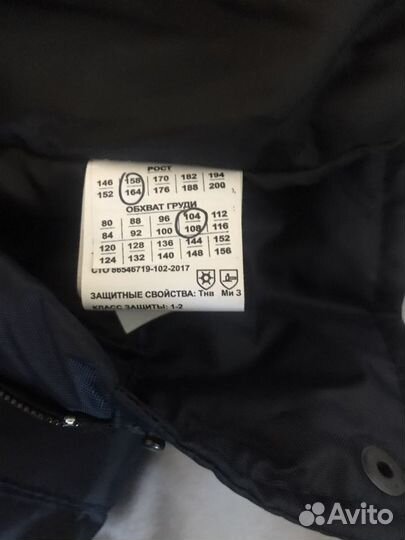 РОСТ
146 158 170 182 194
152 164 176 188 200
ОБХВАТ ГРУДИ
80 88 96 104 112
84 92 100 108 116
120 128 136 144 152
124 132 140 148 156
СТО 86546719-102-2017
ЗАЩИТНЫЕ СВОЙСТВА: Тнв Ми 3
КЛАСС ЗАЩИТЫ: 1-2
Avito